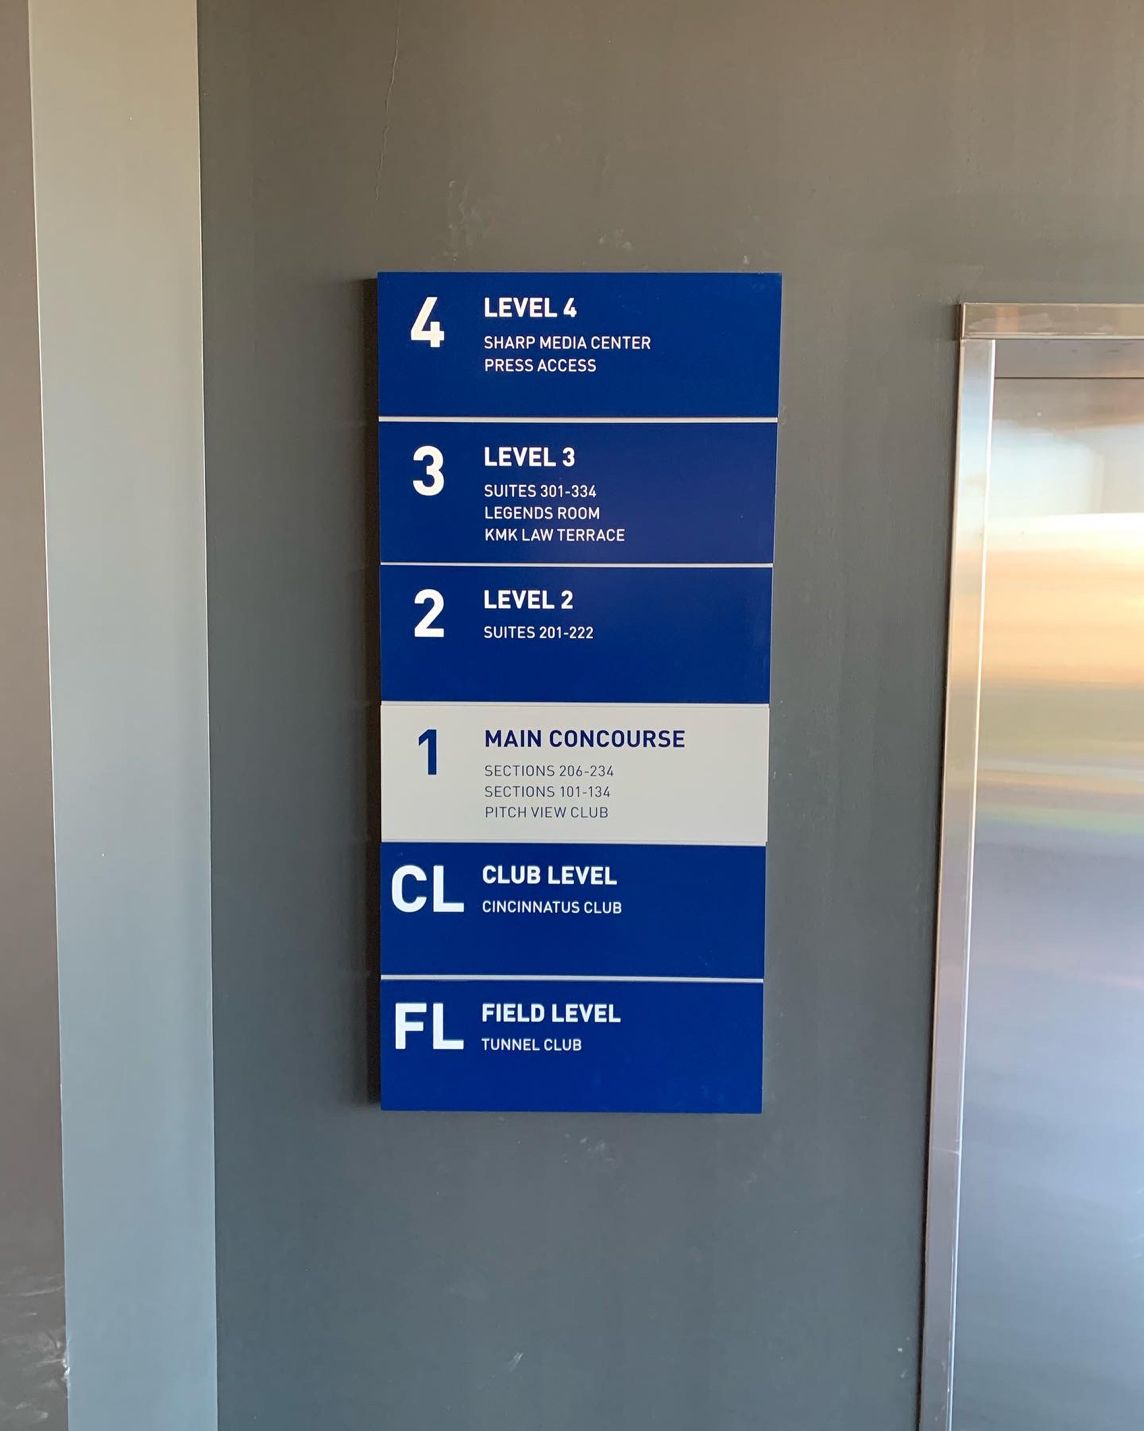 4 LEVEL 4
SHARP MEDIA CENTER
PRESS ACCESS
3 LEVEL 3
SUITES 301-334
LEGENDS ROOM
KMK LAW TERRACE
2 LEVEL 2
SUITES 201-222
1 MAIN CONCOURSE
SECTIONS 206-234
SECTIONS 101-134
PITCH VIEW CLUB
CL CLUB LEVEL
CINCINNATUS CLUB
FL FIELD LEVEL
TUNNEL CLUB